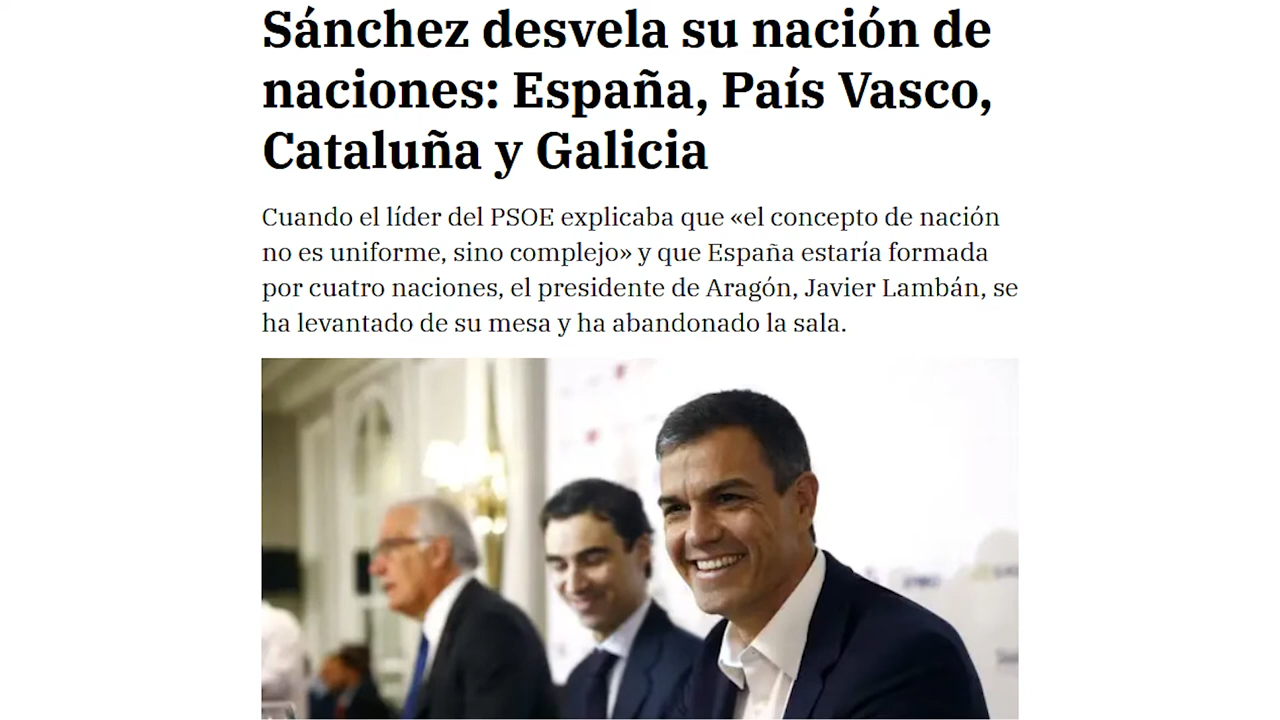 Sánchez desvela su nación de
naciones: España, País Vasco,
Cataluña y Galicia
Cuando el líder del PSOE explicaba que «el concepto de nación
no es uniforme, sino complejo» y que España estaría formada
por cuatro naciones, el presidente de Aragón, Javier Lambán, se
ha levantado de su mesa y ha abandonado la sala.